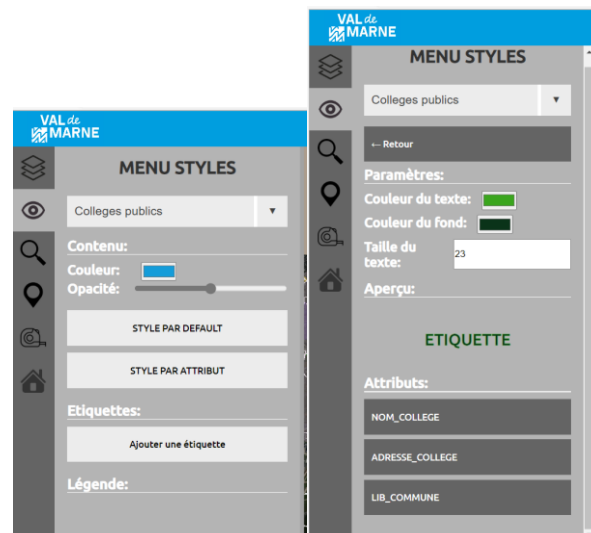 VAL de
MARNE
MENU STYLES
Colleges publics
Contenu:
Couleur:
Opacité:
STYLE PAR DEFAULT
STYLE PAR ATTRIBUT
Etiquettes:
Ajouter une étiquette
Légende:
VAL de
MARNE
MENU STYLES
Colleges publics
← Retour
Paramètres:
Couleur du texte:
Couleur du fond:
Taille du
texte:
23
Aperçu:
ETIQUETTE
Attributs:
NOM_COLLEGE
ADRESSE_COLLEGE
LIB_COMMUNE